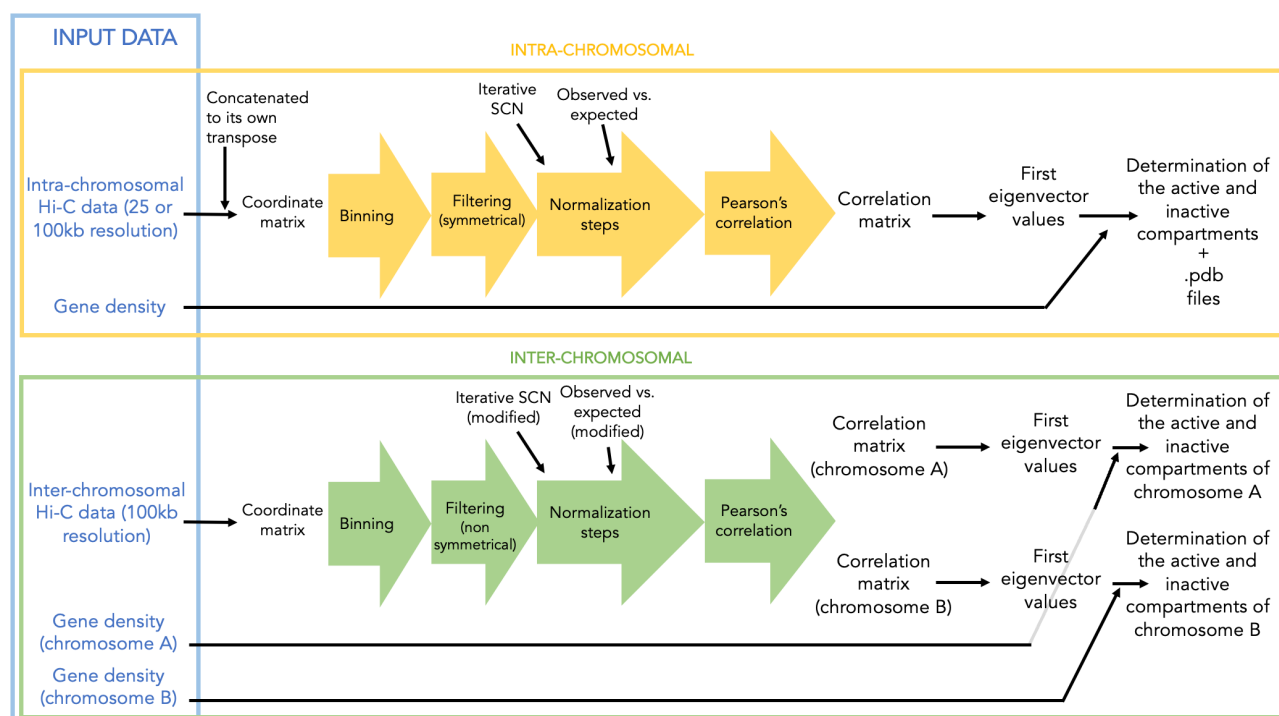 INPUT DATA
INTRA-CHROMOSOMAL
Concatenated
to its own
transpose
Iterative
SCN
Observed vs.
expected
Intra-chromosomal
Hi-C data (25 or
100kb resolution)
Coordinate
matrix
Binning
Filtering
(symmetrical)
Normalization
steps
Pearson's
correlation
Correlation
matrix
First
eigenvector
values
Determination of
the active and
inactive
compartments
+
.pdb
files
Gene density
INTER-CHROMOSOMAL
Iterative SCN
(modified)
Observed vs.
expected
(modified)
Inter-chromosomal
Hi-C data (100kb
resolution)
Coordinate
matrix
Binning
Filtering
(non
symmetrical)
Normalization
steps
Pearson's
correlation
Correlation
matrix
(chromosome A)
First
eigenvector
values
Determination of
the active and
inactive
compartments of
chromosome A
Correlation
matrix
(chromosome B)
First
eigenvector
values
Determination of
the active and
inactive
compartments of
chromosome B
Gene density
(chromosome A)
Gene density
(chromosome B)